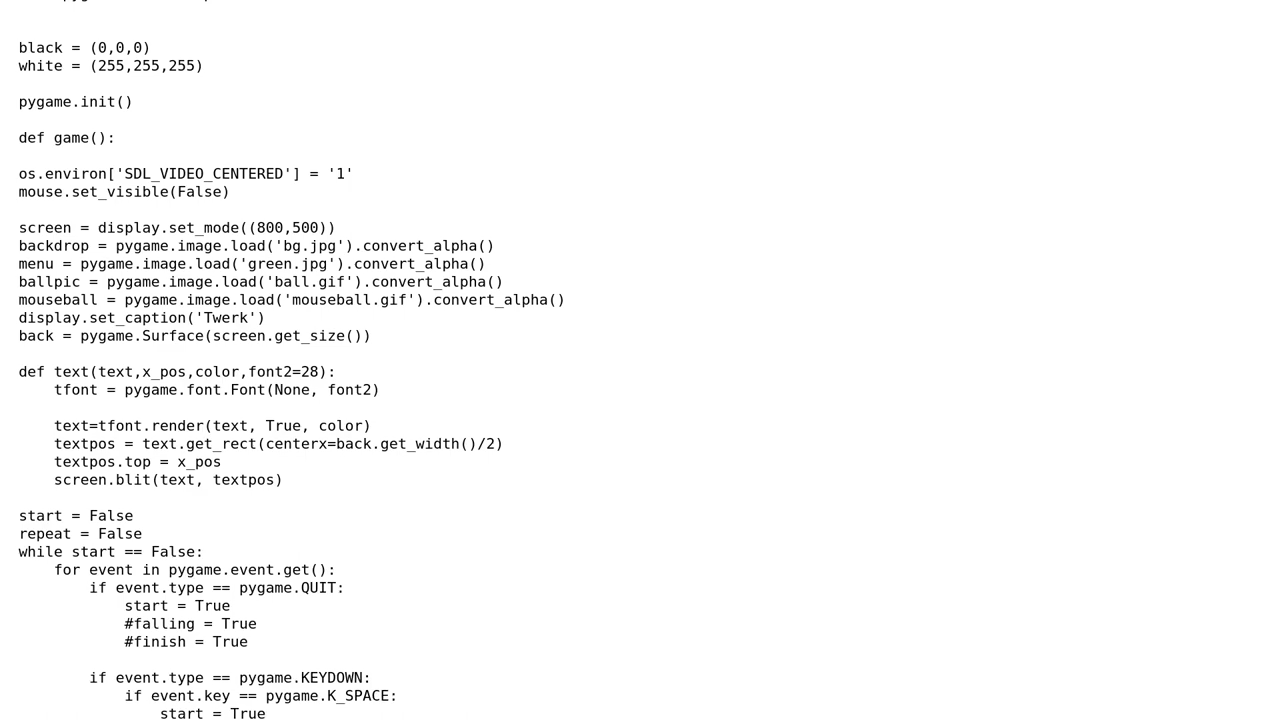 black = (0,0,0)
white = (255,255,255)

pygame.init()

def game():

os.environ['SDL_VIDEO_CENTERED'] = '1'
mouse.set_visible(False)

screen = display.set_mode((800,500))
backdrop = pygame.image.load('bg.jpg').convert_alpha()
menu = pygame.image.load('green.jpg').convert_alpha()
ballpic = pygame.image.load('ball.gif').convert_alpha()
mouseball = pygame.image.load('mouseball.gif').convert_alpha()
display.set_caption('Twerk')
back = pygame.Surface(screen.get_size())

def text(text,x_pos,color,font2=28):
    tfont = pygame.font.Font(None, font2)

    text=tfont.render(text, True, color)
    textpos = text.get_rect(centerx=back.get_width()/2)
    textpos.top = x_pos
    screen.blit(text, textpos)

start = False
repeat = False
while start == False:
    for event in pygame.event.get():
        if event.type == pygame.QUIT:
            start = True
            #falling = True
            #finish = True

        if event.type == pygame.KEYDOWN:
            if event.key == pygame.K_SPACE:
                start = True